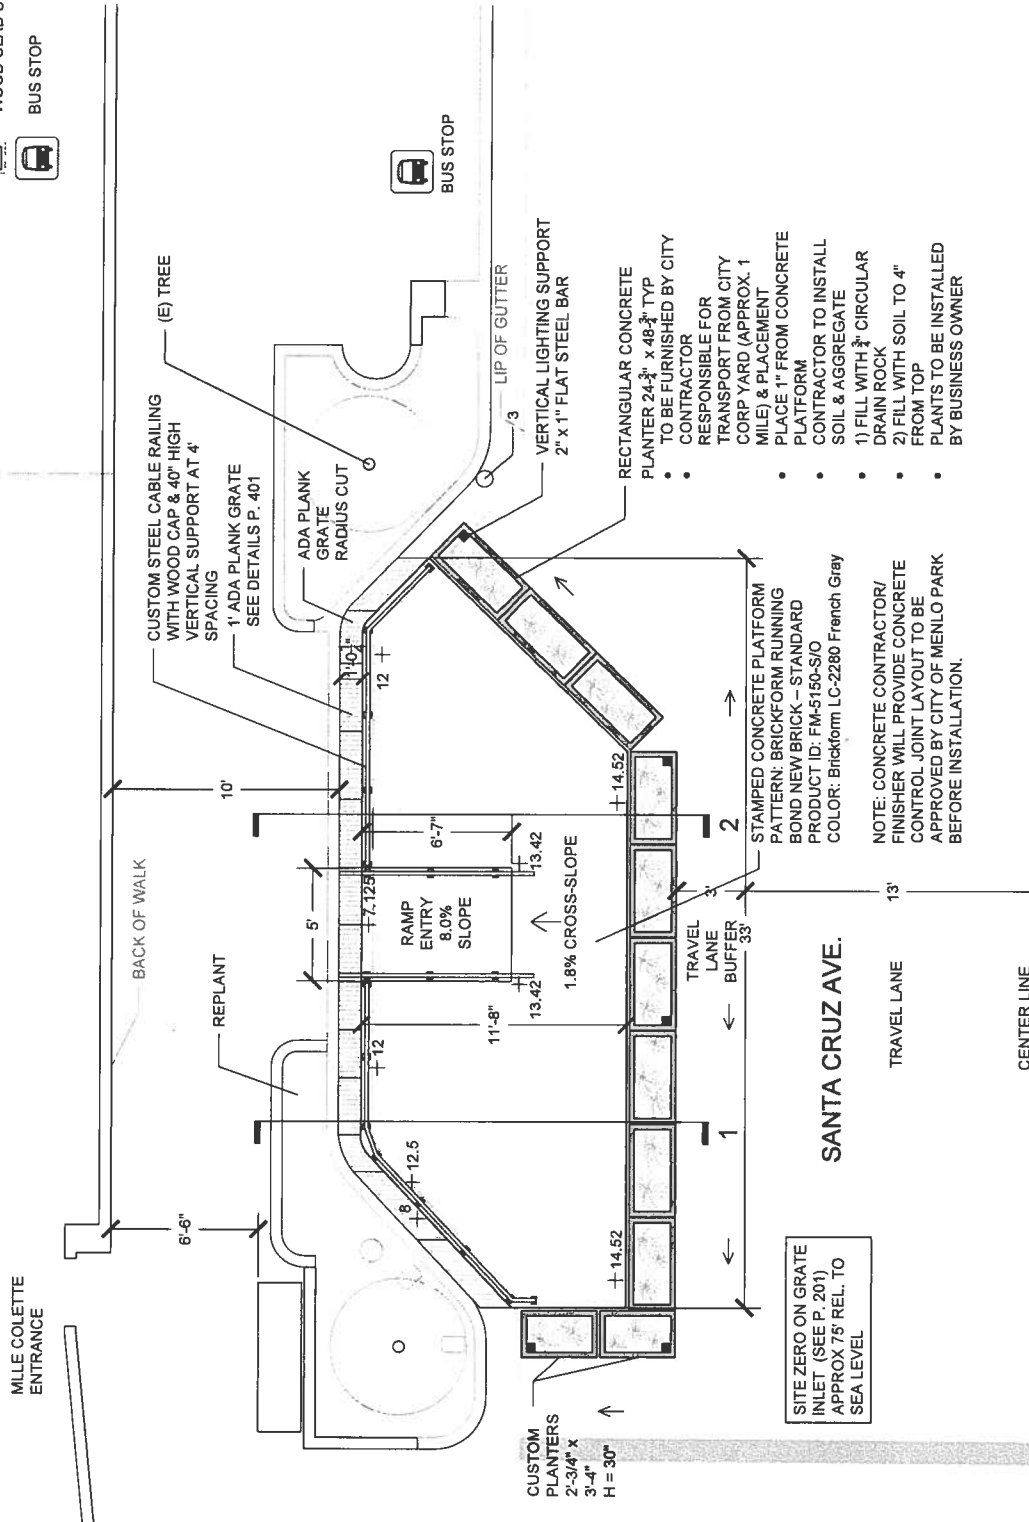 BUS STOP
BUS STOP
(E) TREE
CUSTOM STEEL CABLE RAILING
WITH WOOD CAP & 40" HIGH
VERTICAL SUPPORT AT 4'
SPACING
1' ADA PLANK GRATE
SEE DETAILS P. 401
ADA PLANK
GRATE
RADIUS CUT
LIP OF GUTTER
3
VERTICAL LIGHTING SUPPORT
2" x 1" FLAT STEEL BAR
RECTANGULAR CONCRETE
PLANTER 24-¾" x 48-¾" TYP
• TO BE FURNISHED BY CITY
• CONTRACTOR
RESPONSIBLE FOR
TRANSPORT FROM CITY
CORP YARD (APPROX. 1
MILE) & PLACEMENT
• PLACE 1" FROM CONCRETE
PLATFORM
• CONTRACTOR TO INSTALL
SOIL & AGGREGATE
• 1) FILL WITH ¾" CIRCULAR
DRAIN ROCK
• 2) FILL WITH SOIL TO 4"
FROM TOP
• PLANTS TO BE INSTALLED
BY BUSINESS OWNER
STAMPED CONCRETE PLATFORM
PATTERN: BRICKFORM RUNNING
BOND NEW BRICK – STANDARD
PRODUCT ID: FM-5150-S/O
COLOR: Brickform LC-2280 French Gray
NOTE: CONCRETE CONTRACTOR/
FINISHER WILL PROVIDE CONCRETE
CONTROL JOINT LAYOUT TO BE
APPROVED BY CITY OF MENLO PARK
BEFORE INSTALLATION.
BACK OF WALK
10'
REPLANT
5'
7.125
12
6'-7"
RAMP
ENTRY
8.0%
SLOPE
13.42
13.42
1.8% CROSS-SLOPE
14.52
11'-8"
12
12.5
8
14.52
6'-6"
MLLE COLETTE
ENTRANCE
TRAVEL
LANE
BUFFER
3'
33'
2
1
SANTA CRUZ AVE.
TRAVEL LANE
13'
CENTER LINE
CUSTOM
PLANTERS
2'-3/4" x
3'-4"
H = 30"
SITE ZERO ON GRATE
INLET (SEE P. 201)
APPROX 75' REL. TO
SEA LEVEL